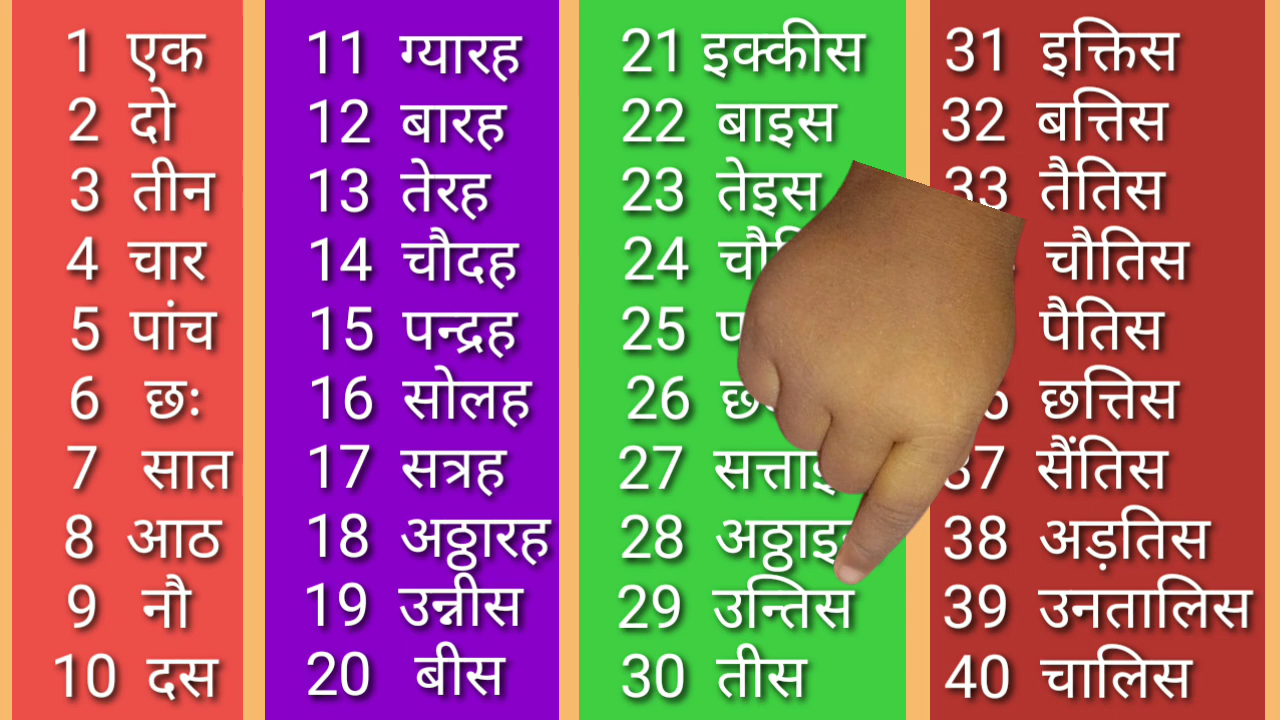 1 एक
2 दो
3 तीन
4 चार
5 पांच
6 छः
7 सात
8 आठ
9 नौ
10 दस
11 ग्यारह
12 बारह
13 तेरह
14 चौदह
15 पन्द्रह
16 सोलह
17 सत्रह
18 अठ्ठारह
19 उन्नीस
20 बीस
21 इक्कीस
22 बाइस
23 तेइस
24
25
26
27
28
29 उन्तिस
30 तीस
31 इक्तिस
32 बत्तिस
33 तैतिस
चौतिस
पैतिस
छत्तिस
37 सैंतिस
38 अड़तिस
39 उनतालिस
40 चालिस